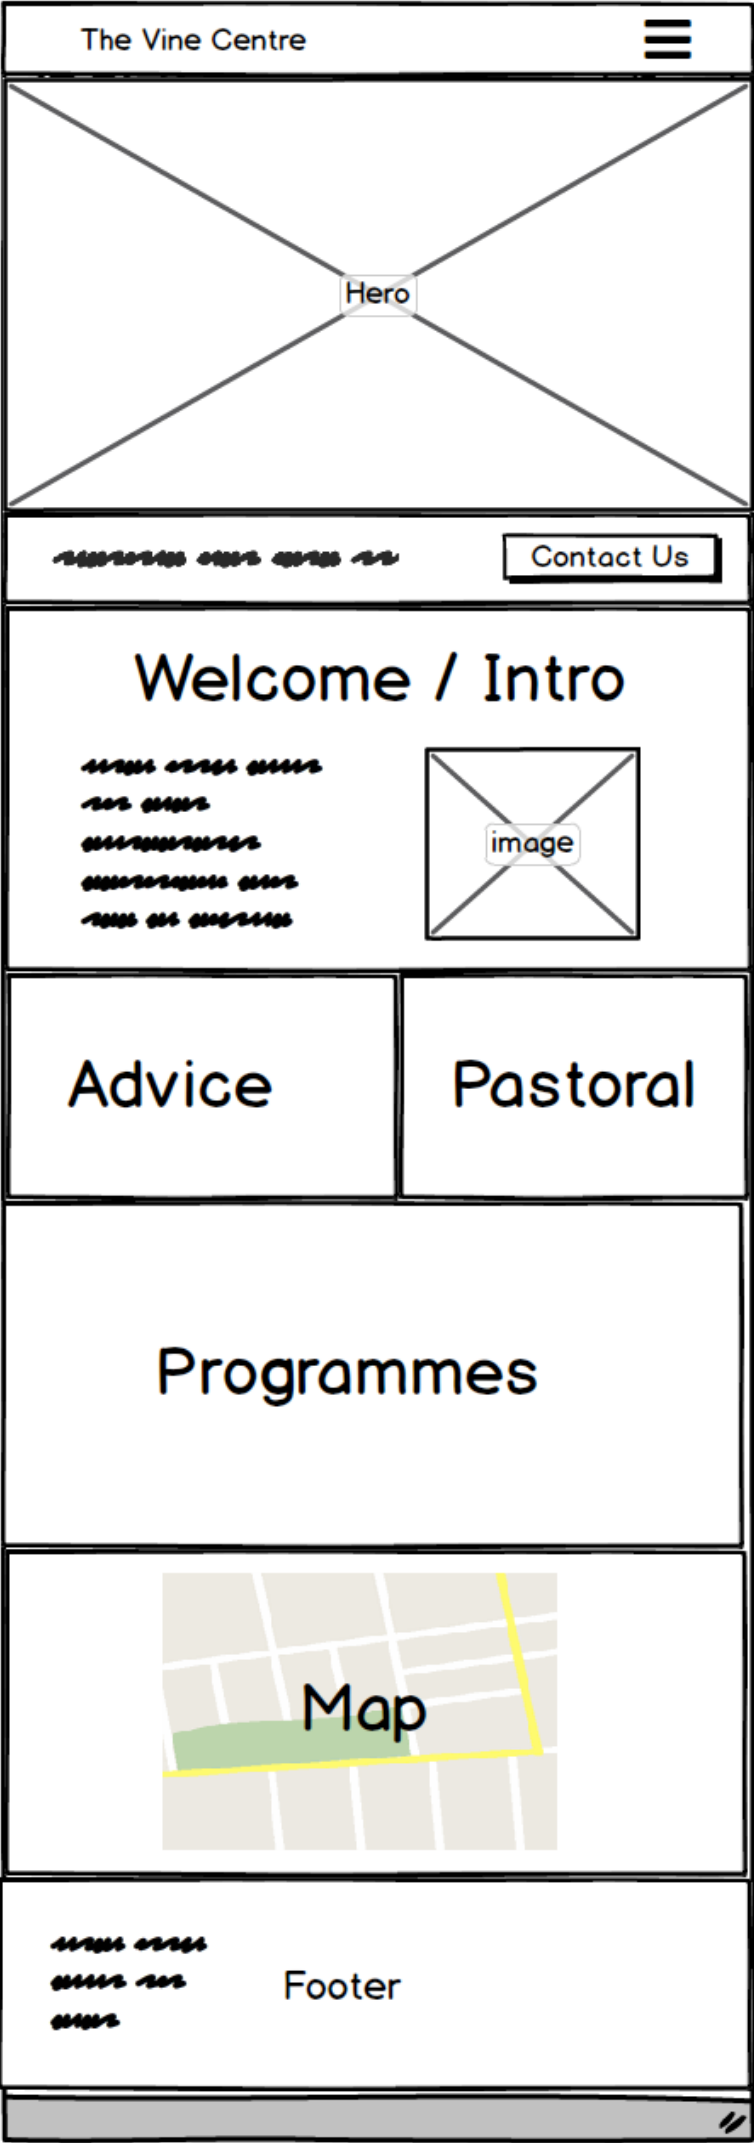 The Vine Centre
Hero
Contact Us
Welcome / Intro
image
Advice
Pastoral
Programmes
Map
Footer